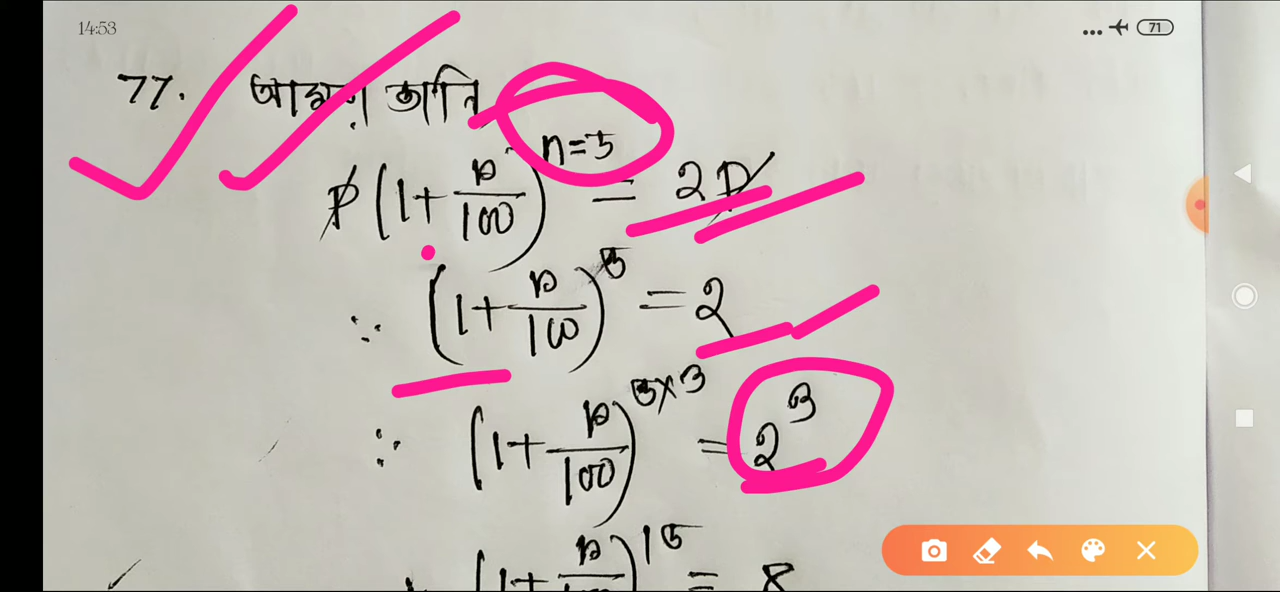 14:53
71
77. আমরা জানি
P(1+r/100)^n=5 = 2P
∴ (1+r/100)^5 = 2
∴ (1+r/100)^5×3 = 2^3
(1+r/100)^15 = 8